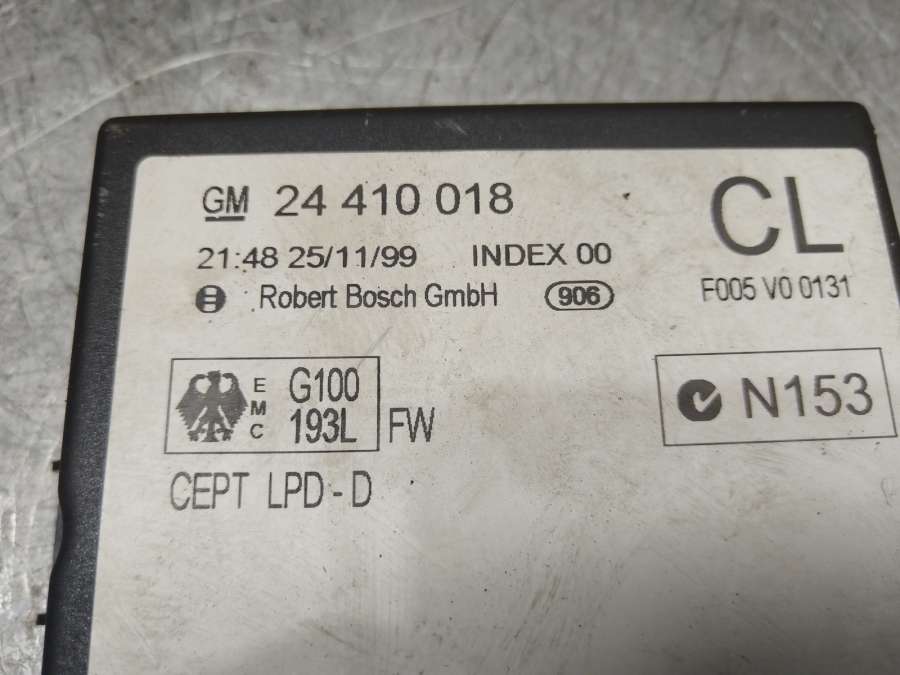 GM 24 410 018
CL
21:48 25/11/99 INDEX 00
F005 V0 0131
Robert Bosch GmbH 906
EMC G100
193L FW
N153
CEPT LPD - D